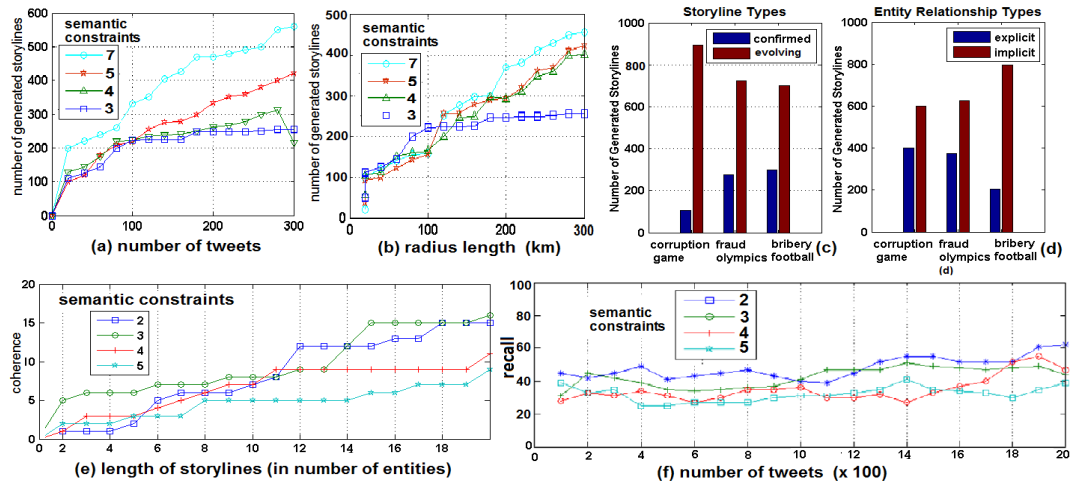 semantic
constraints
7
5
4
3
number of generated storylines
600
500
400
300
200
100
0
0
100
200
300
(a) number of tweets
semantic
constraints
7
5
4
3
number of generated storylines
500
400
300
200
100
0
0
100
200
300
(b) radius length (km)
Storyline Types
confirmed
evolving
Number of Generated Storylines
1000
800
600
400
200
0
corruption fraud bribery
game olympics football
(c)
Entity Relationship Types
explicit
implicit
Number of Generated Storylines
1000
800
600
400
200
0
corruption fraud bribery
game olympics football
(d)
(d)
semantic constraints
2
3
4
5
coherence
20
15
10
5
0
2
4
6
8
10
12
14
16
18
(e) length of storylines (in number of entities)
semantic
constraints
2
3
4
5
recall
100
80
60
40
20
0
0
2
4
6
8
10
12
14
16
18
20
(f) number of tweets (x 100)